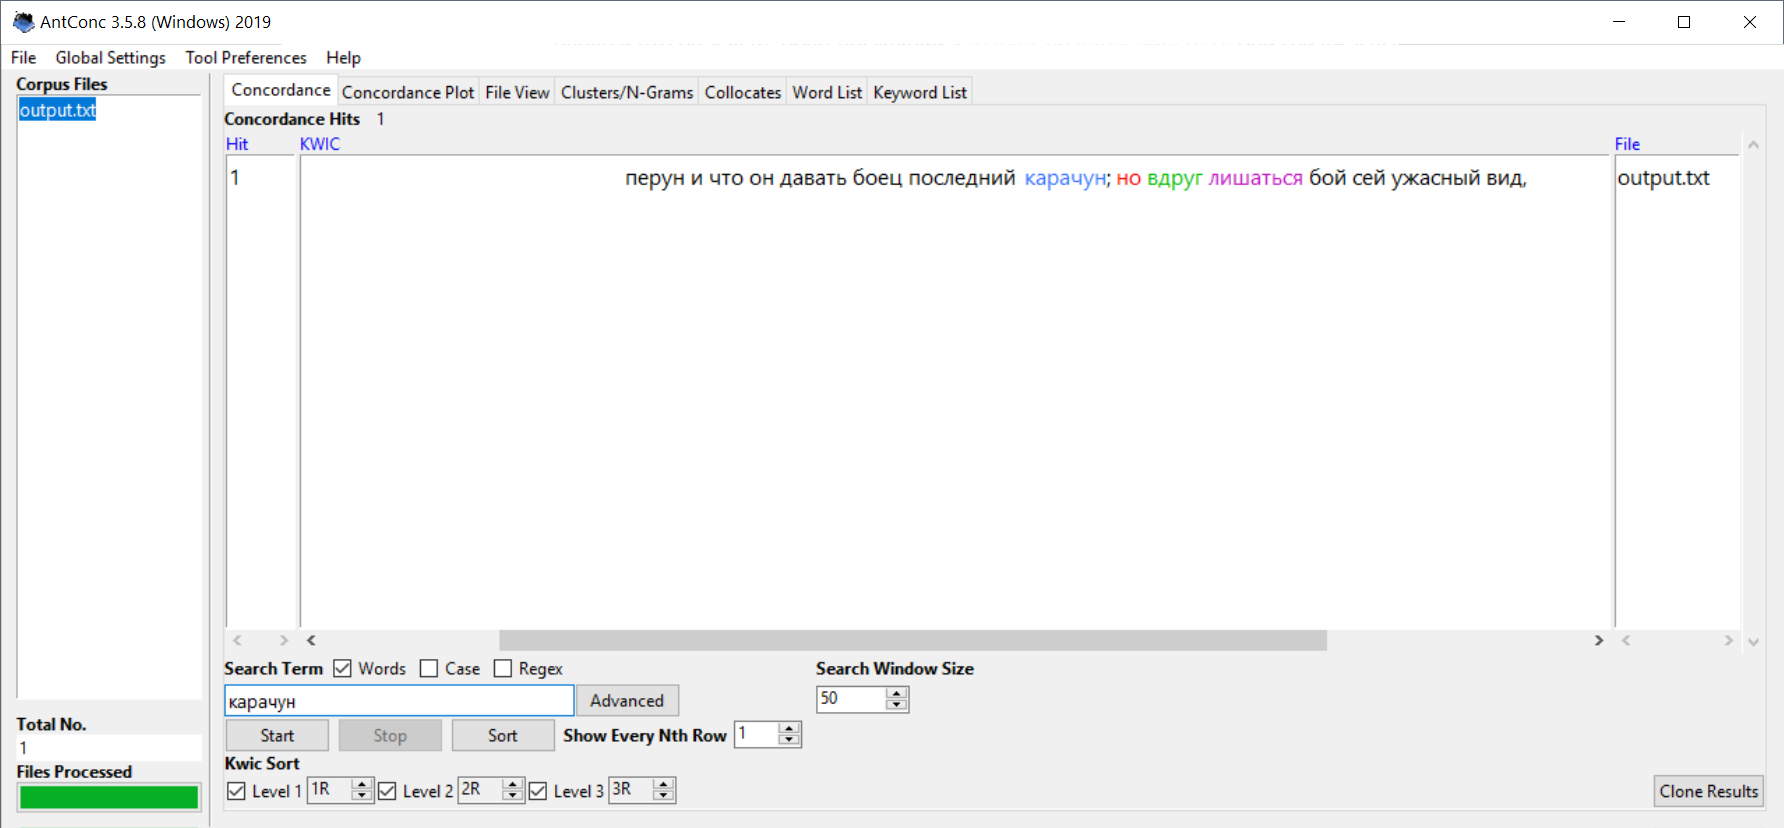 AntConc 3.5.8 (Windows) 2019
File Global Settings Tool Preferences Help
Corpus Files
output.txt
Total No.
1
Files Processed
Concordance Concordance Plot File View Clusters/N-Grams Collocates Word List Keyword List
Concordance Hits 1
Hit KWIC File
1 перун и что он давать боец последний карачун; но вдруг лишаться бой сей ужасный вид, output.txt
Search Term Words Case Regex Search Window Size
карачун Advanced 50
Start Stop Sort Show Every Nth Row 1
Kwic Sort
Level 1 1R Level 2 2R Level 3 3R Clone Results